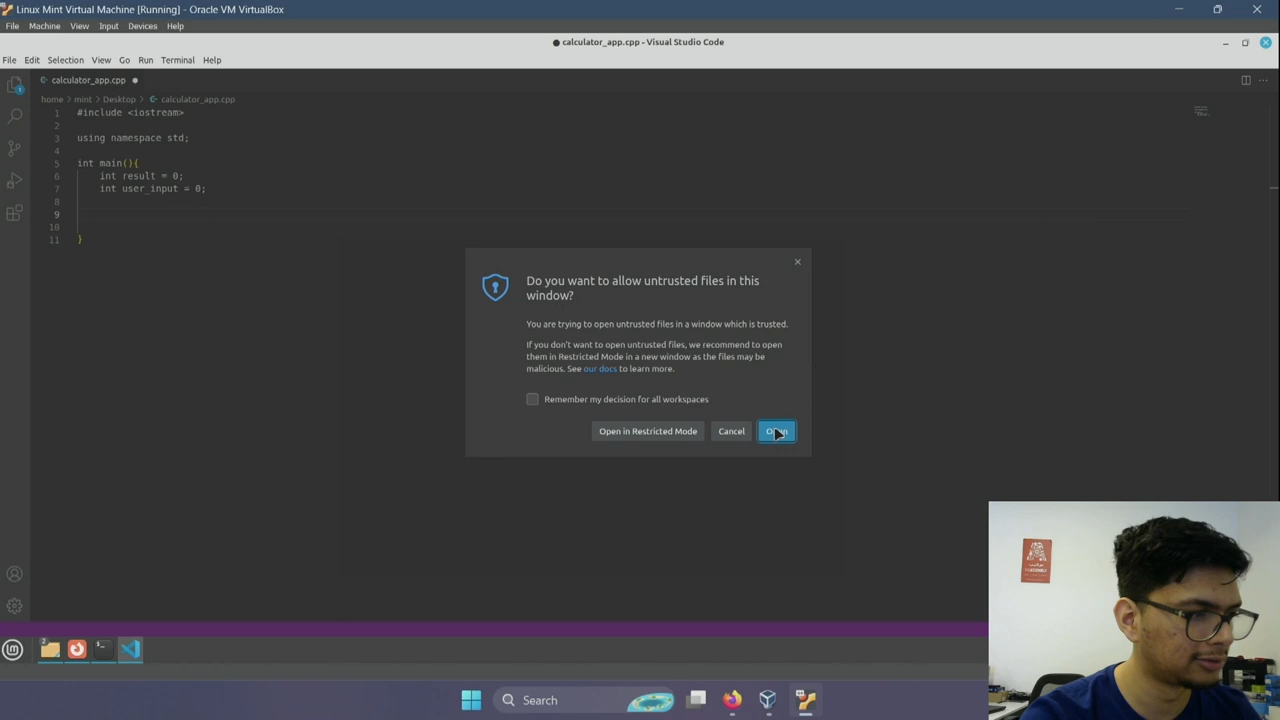 Linux Mint Virtual Machine [Running] - Oracle VM VirtualBox
File Machine View Input Devices Help
calculator_app.cpp - Visual Studio Code
File Edit Selection View Go Run Terminal Help
calculator_app.cpp
home > mint > Desktop > calculator_app.cpp
1 #include <iostream>
2
3 using namespace std;
4
5 int main(){
6 int result = 0;
7 int user_input = 0;
8
9
10
11 }
Do you want to allow untrusted files in this
window?
You are trying to open untrusted files in a window which is trusted.
If you don't want to open untrusted files, we recommend to open
them in Restricted Mode in a new window as the files may be
malicious. See our docs to learn more.
Remember my decision for all workspaces
Open in Restricted Mode Cancel
Search